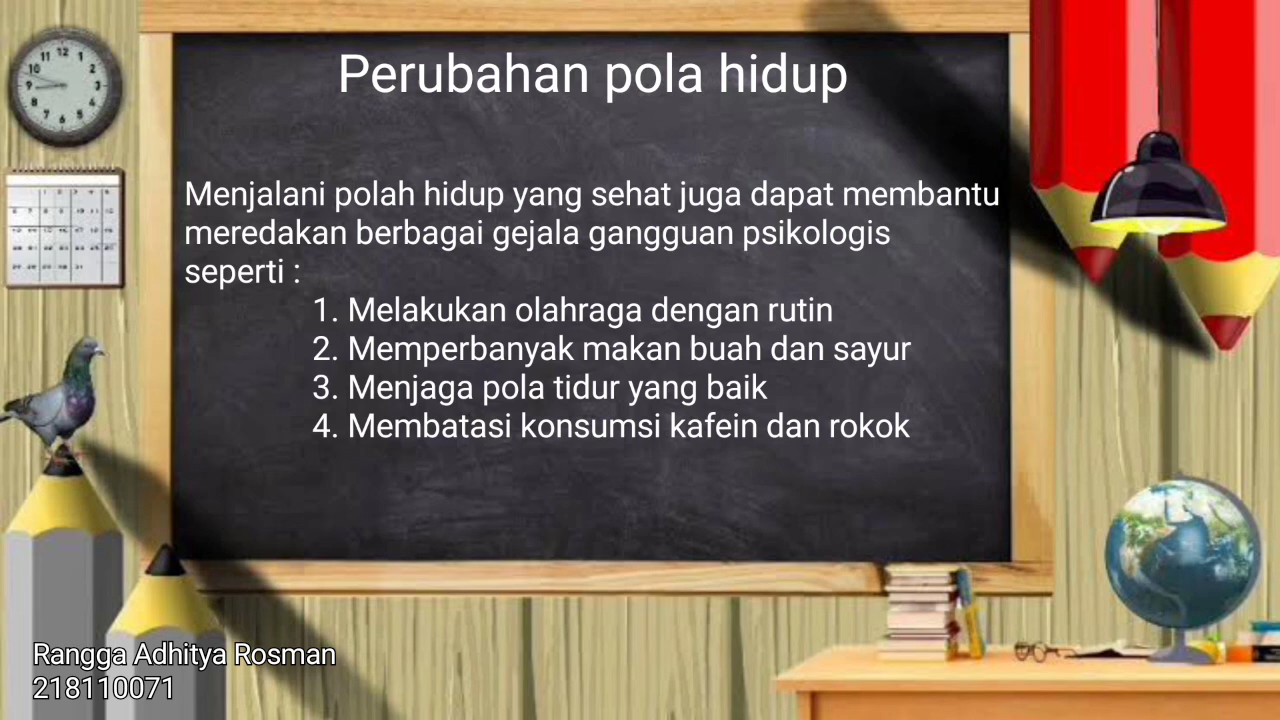 Perubahan pola hidup
Menjalani polah hidup yang sehat juga dapat membantu
meredakan berbagai gejala gangguan psikologis
seperti :
1. Melakukan olahraga dengan rutin
2. Memperbanyak makan buah dan sayur
3. Menjaga pola tidur yang baik
4. Membatasi konsumsi kafein dan rokok
Rangga Adhitya Rosman
218110071